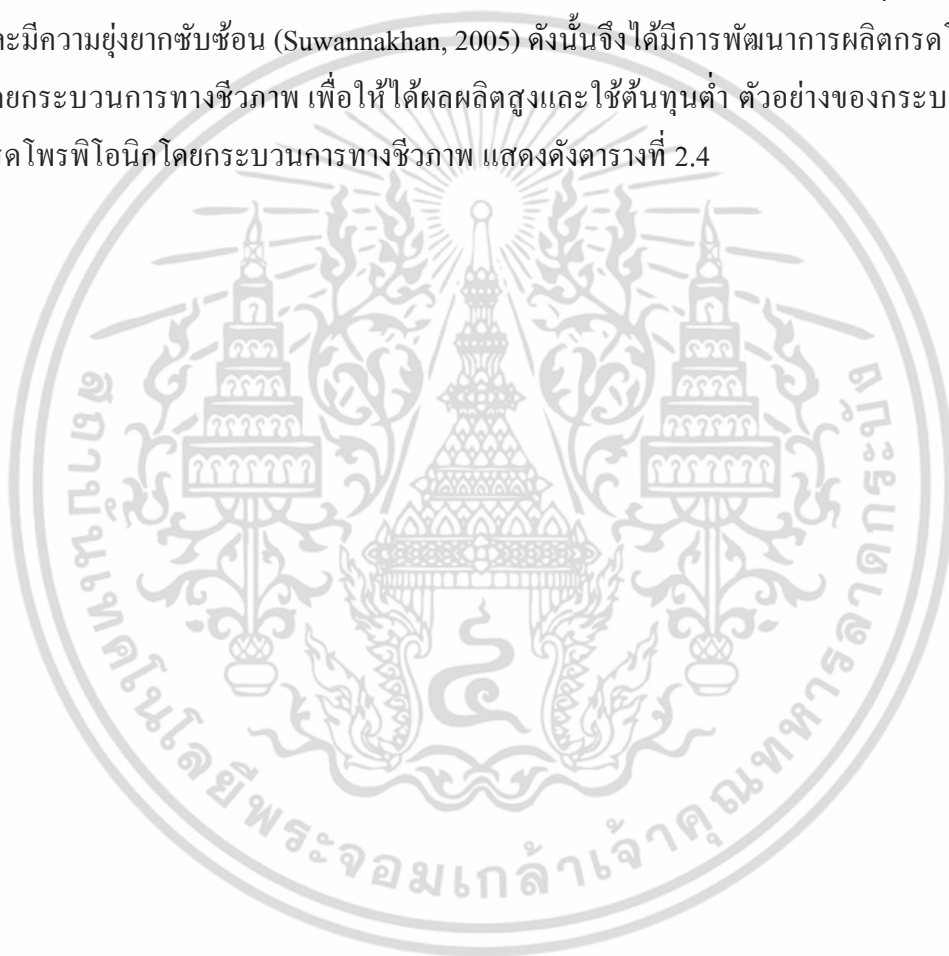 ละมีความยุ่งยากซับซ้อน (Suwannakhan, 2005) ดังนั้นจึงได้มีการพัฒนาการผลิตกรดโ
ดยกระบวนการทางชีวภาพ เพื่อให้ได้ผลผลิตสูงและใช้ต้นทุนต่ำ ตัวอย่างของกระบ
รดโพรพิโอนิกโดยกระบวนการทางชีวภาพ แสดงดังตารางที่ 2.4
สถาบันเทคโนโลยีพระจอมเกล้าเจ้าคุณทหารลาดกระบัง